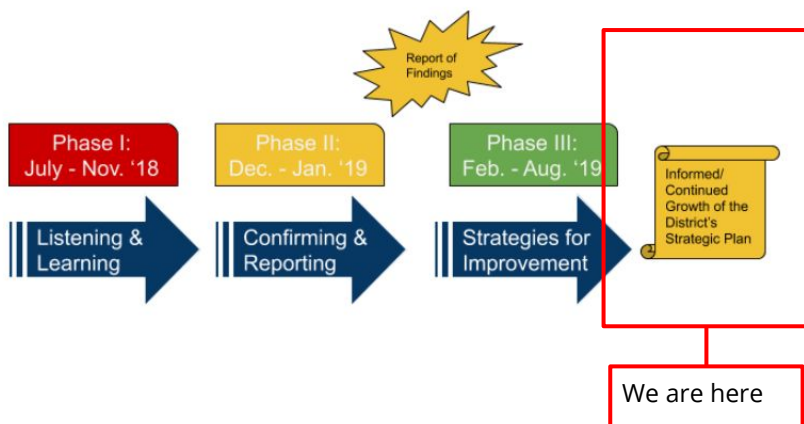 Report of
Findings
Phase I:
July - Nov. ‘18
Phase II:
Dec. - Jan. ‘19
Phase III:
Feb. - Aug. ‘19
Listening &
Learning
Confirming &
Reporting
Strategies for
Improvement
Informed/
Continued
Growth of the
District's
Strategic Plan
We are here